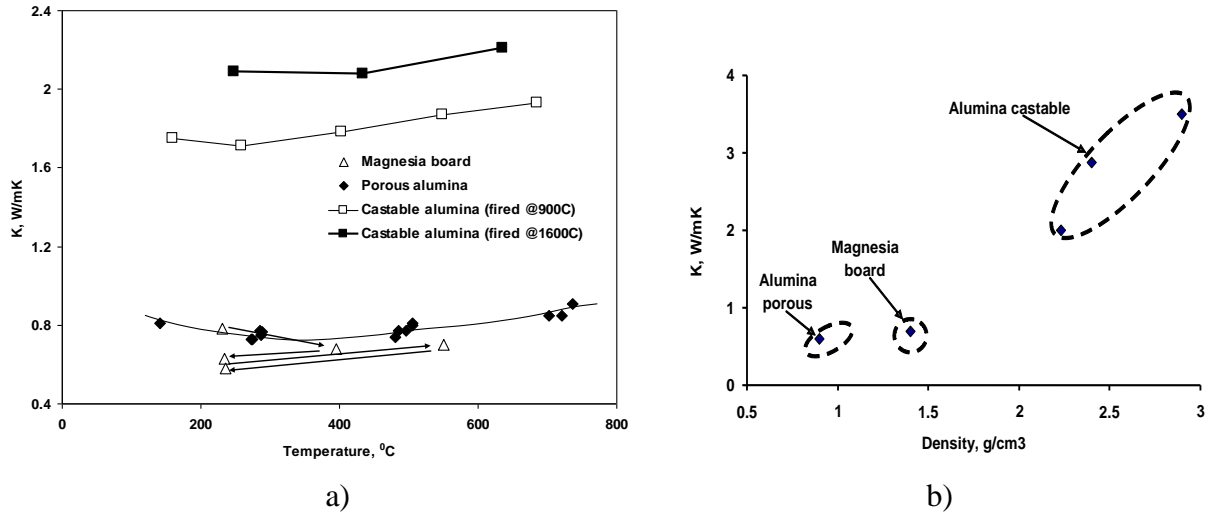 2.4
2
1.6
1.2
0.8
0.4
K, W/mK
Magnesia board
Porous alumina
Castable alumina (fired @900C)
Castable alumina (fired @1600C)
0 200 400 600 800
Temperature, ⁰C
a)
4
3
2
1
0
K, W/mK
Alumina castable
Magnesia
board
Alumina
porous
0.5 1 1.5 2 2.5 3
Density, g/cm3
b)